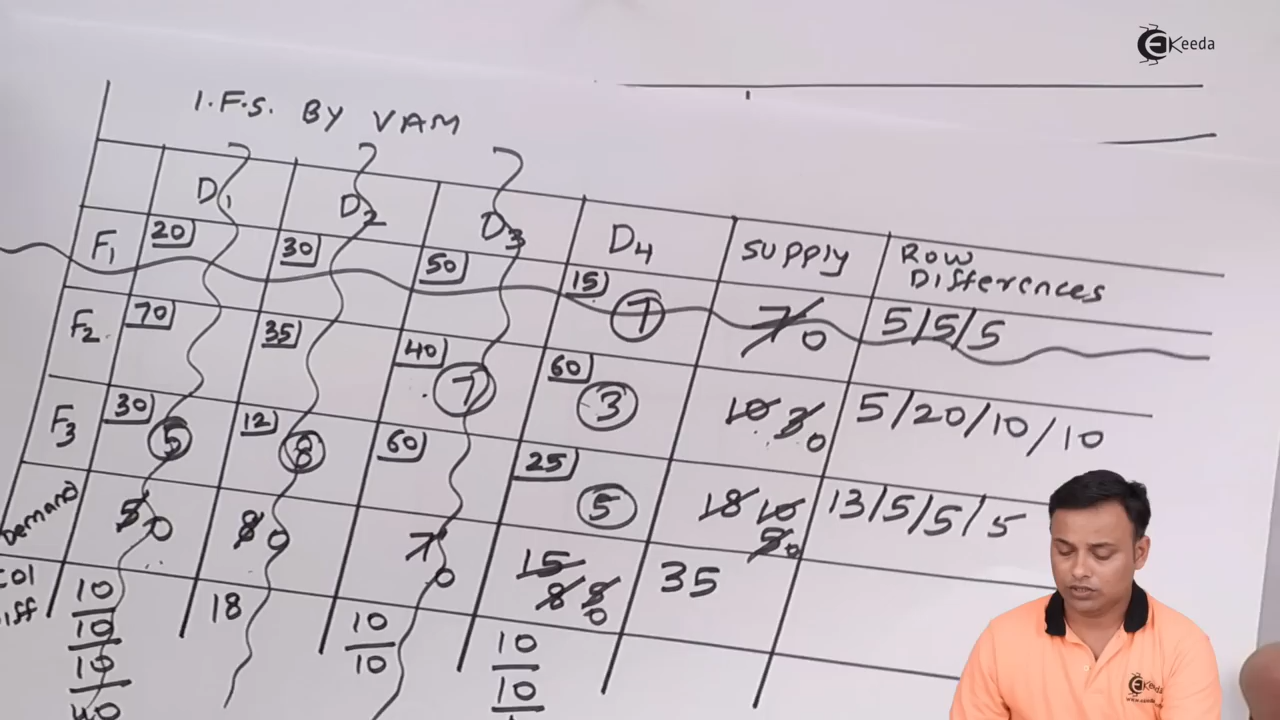 EKeeda
I.F.S. BY VAM
D1 D2 D3 D4 Supply Row Differences
F1 20 30 50 15 7 7 0 5/5/5
F2 70 35 40 7 60 3 10 3 0 5/20/10/10
F3 30 5 12 8 60 25 5 18 10 5 0 13/5/5/5
Demand 5 0 8 0 7 0 15 8 8 0 35
10 18 10 10
10 10 10
10
40
EKeeda